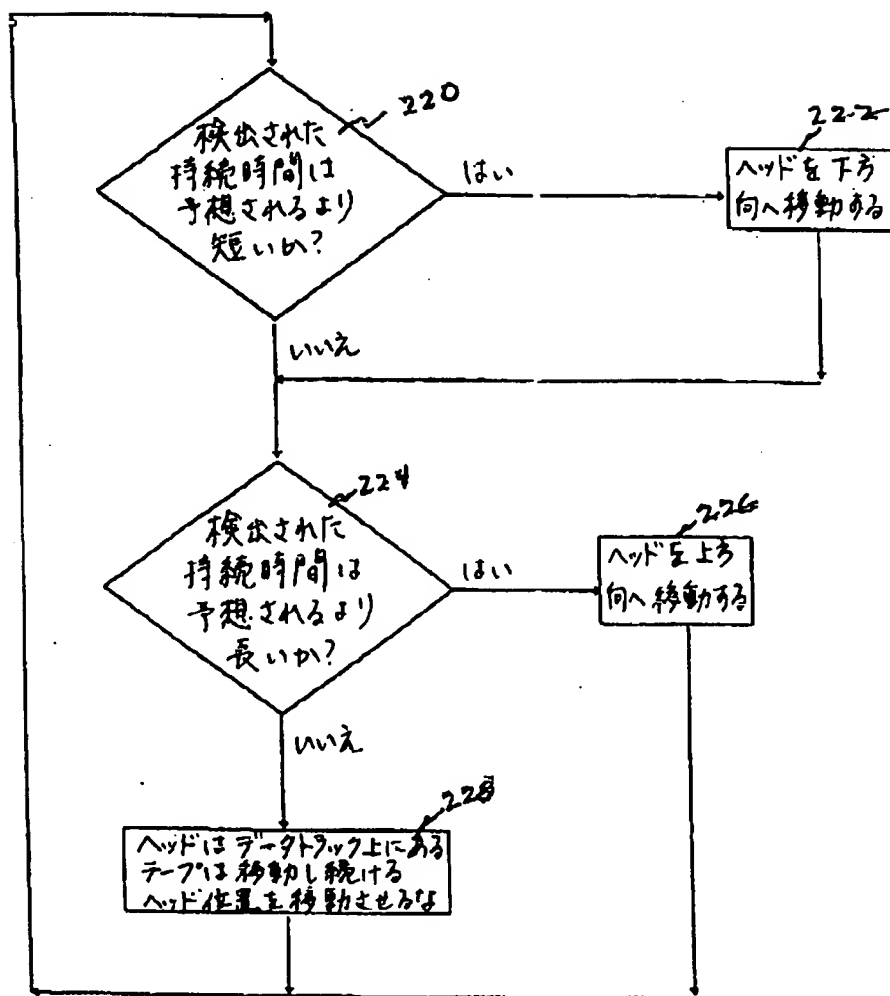 220
検出された
持続時間は
予想されるより
短いか?
はい
222
ヘッドを下方
向へ移動する
いいえ
224
検出された
持続時間は
予想されるより
長いか?
はい
226
ヘッドを上方
向へ移動する
いいえ
228
ヘッドはデータトラック上にある
テープは移動し続ける
ヘッド位置を移動させるな